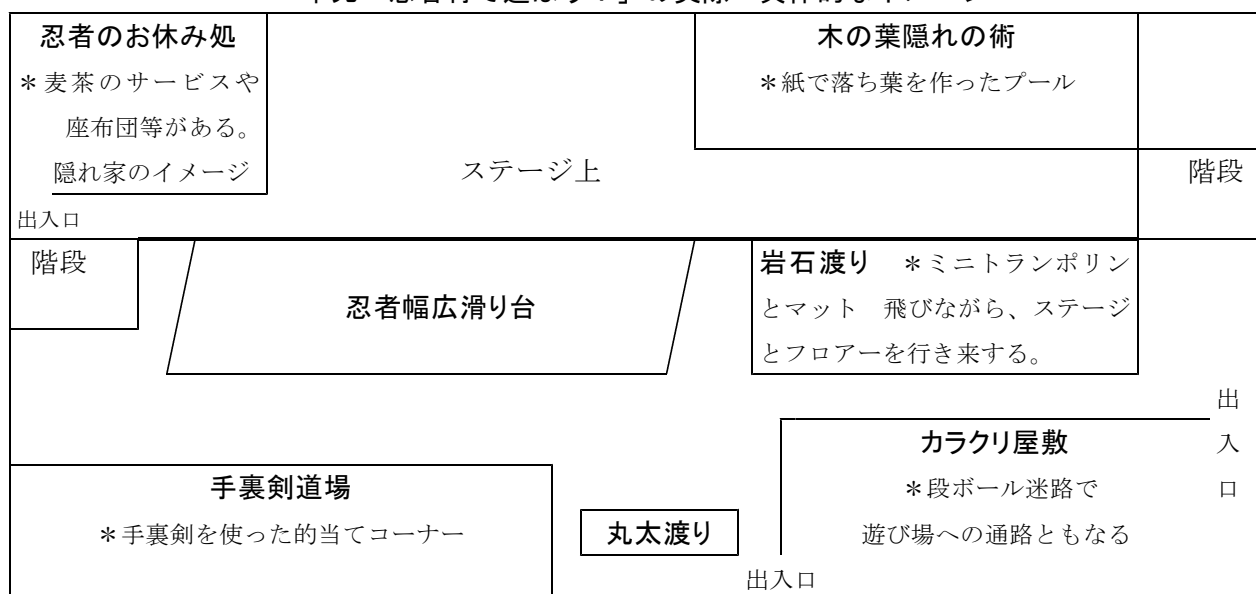 忍者のお休み処
＊麦茶のサービスや
座布団等がある。
隠れ家のイメージ
出入口
ステージ上
木の葉隠れの術
＊紙で落ち葉を作ったプール
階段
階段
忍者幅広滑り台
岩石渡り　＊ミニトランポリン
とマット　飛びながら、ステージ
とフロアーを行き来する。
出入口
手裏剣道場
＊手裏剣を使った的当てコーナー
丸太渡り
カラクリ屋敷
＊段ボール迷路で
遊び場への通路ともなる
出入口